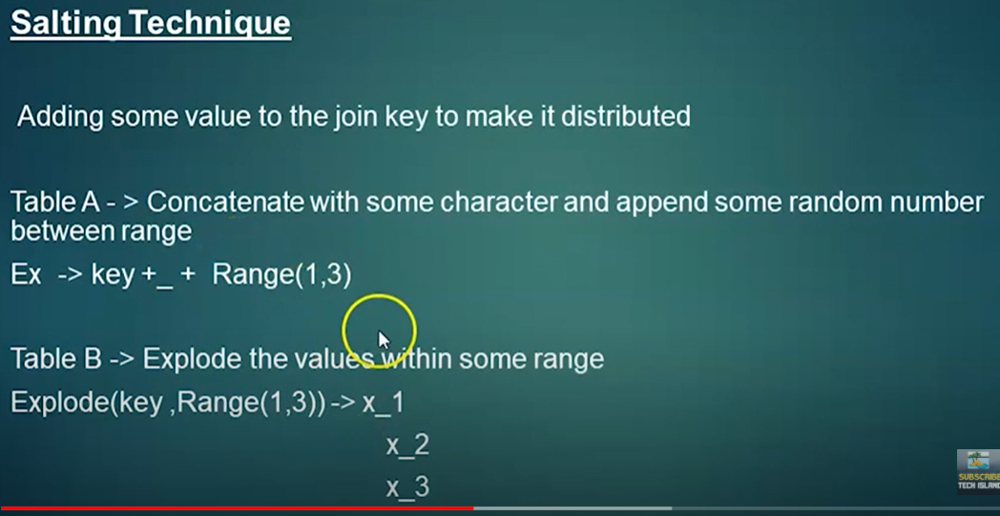 Salting Technique
Adding some value to the join key to make it distributed
Table A - > Concatenate with some character and append some random number
between range
Ex -> key +_ + Range(1,3)
Table B -> Explode the values within some range
Explode(key ,Range(1,3)) -> x_1
x_2
x_3
SUBSCRIBE
TECH ISLAND